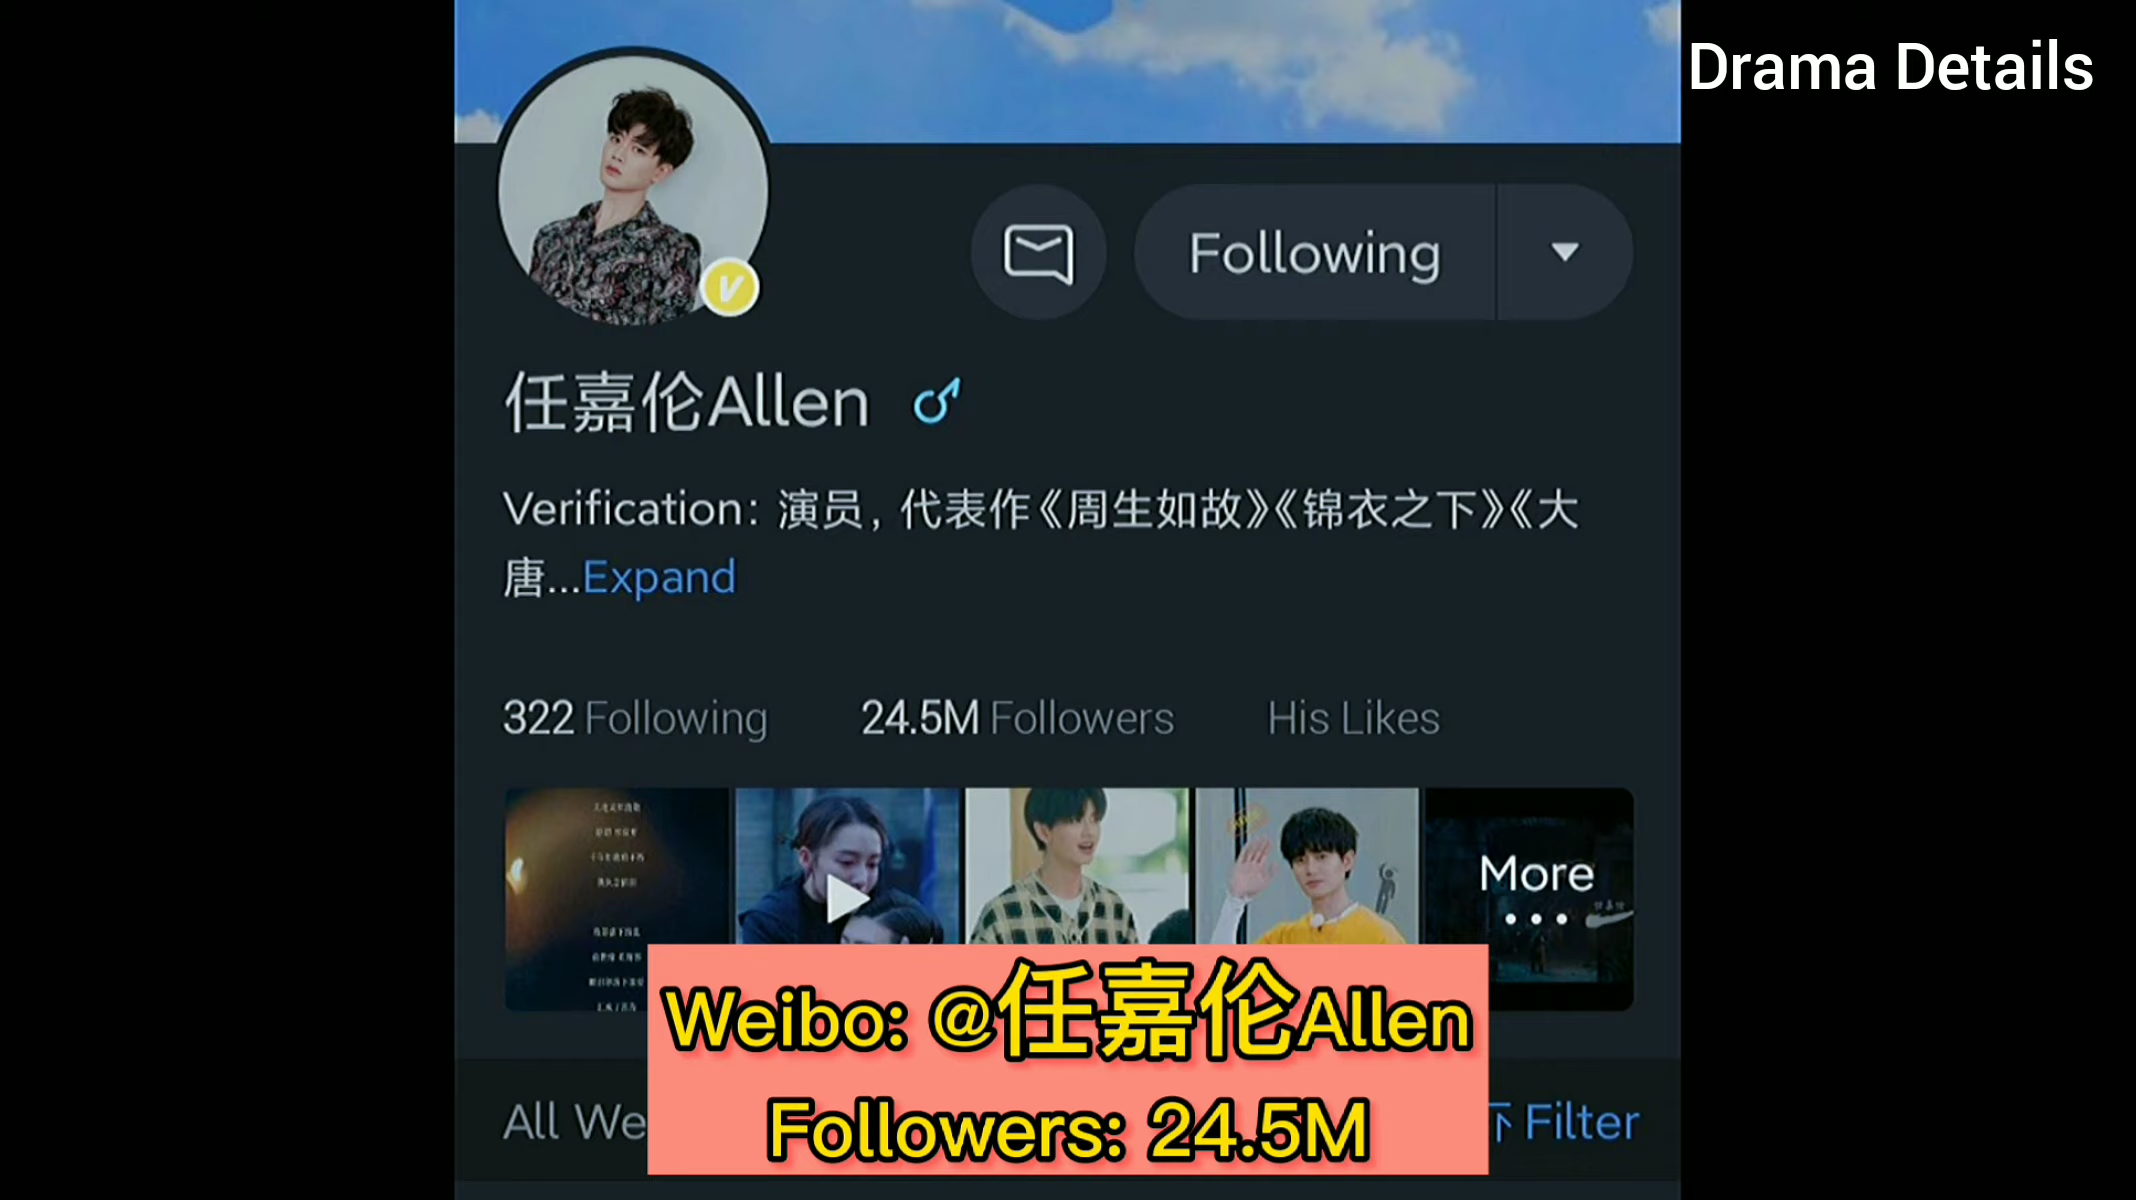 Drama Details
Following
任嘉伦Allen
Verification: 演员, 代表作《周生如故》《锦衣之下》《大
唐...Expand
322 Following 24.5M Followers His Likes
More
Weibo: @任嘉伦Allen
All We
Filter
Followers: 24.5M